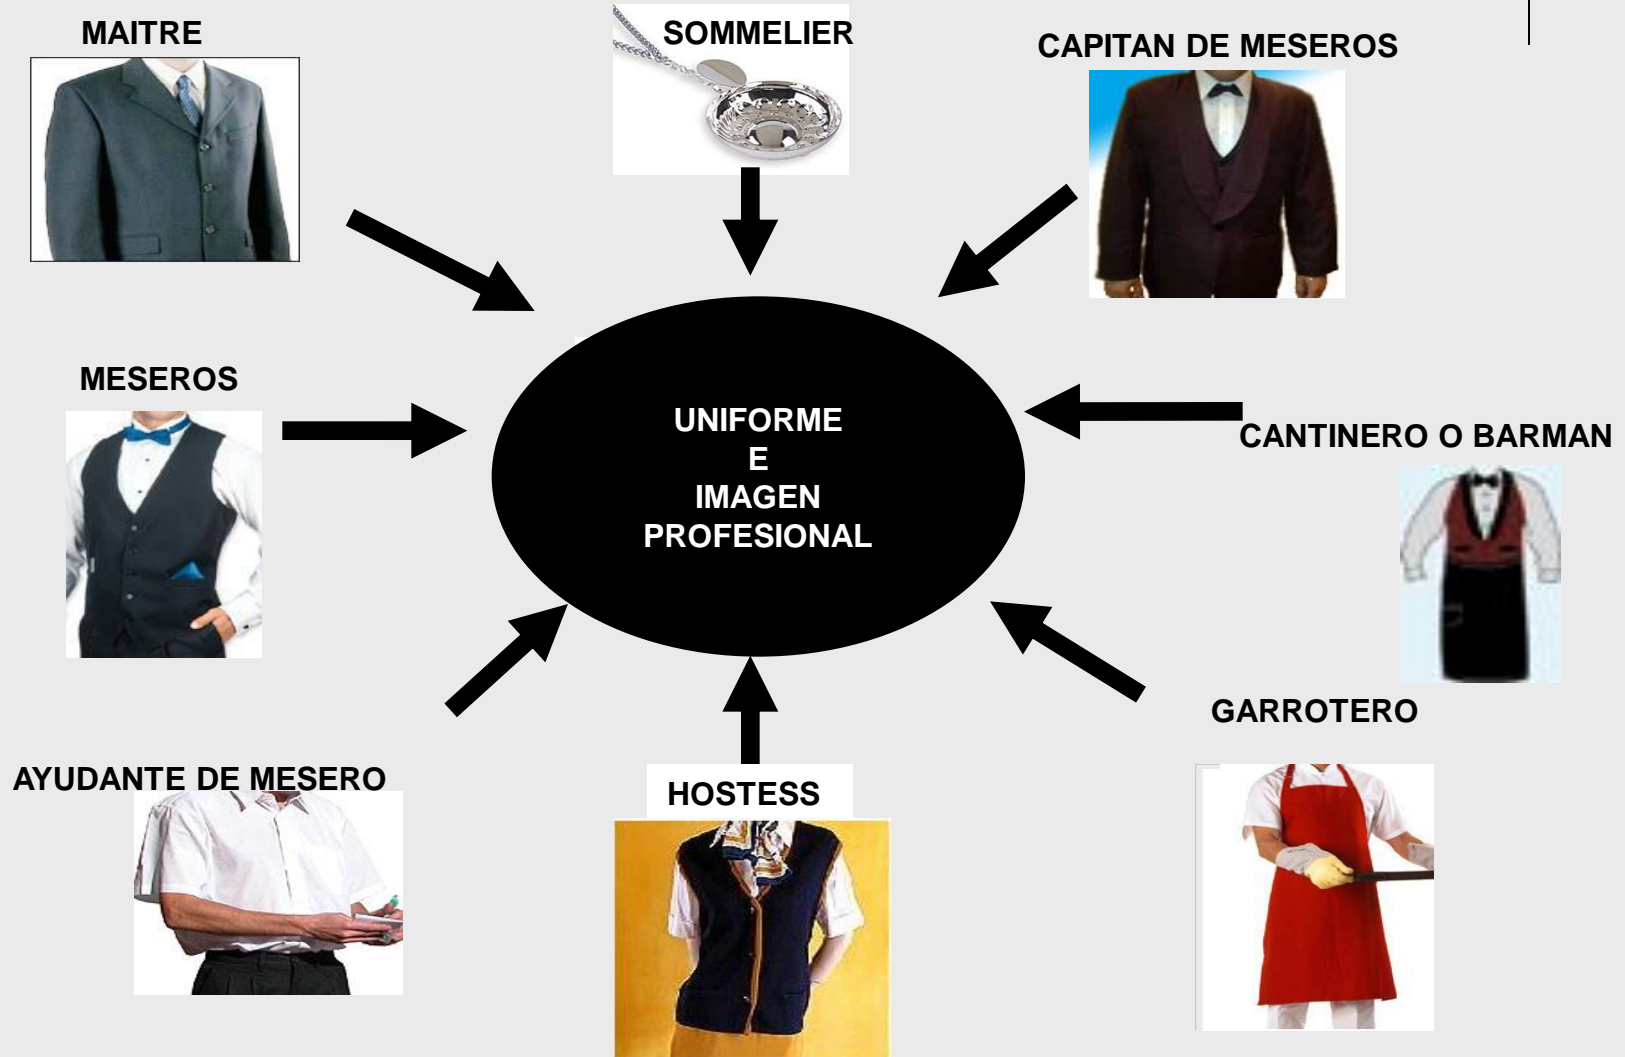 MAITRE
SOMMELIER
CAPITAN DE MESEROS
MESEROS
UNIFORME
E
IMAGEN
PROFESIONAL
CANTINERO O BARMAN
GARROTERO
AYUDANTE DE MESERO
HOSTESS